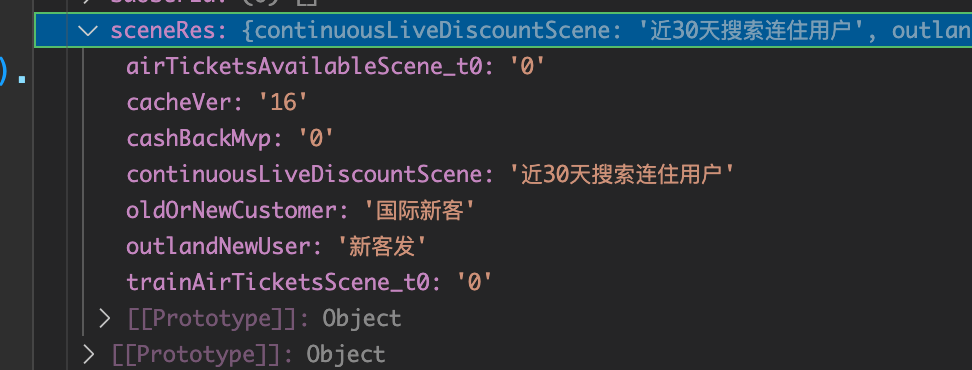 sceneRes: {continuousLiveDiscountScene: '近30天搜索连住用户', outlan
airTicketsAvailableScene_t0: '0'
).
cacheVer: '16'
cashBackMvp: '0'
continuousLiveDiscountScene: '近30天搜索连住用户'
oldOrNewCustomer: '国际新客'
outlandNewUser: '新客发'
trainAirTicketsScene_t0: '0'
[[Prototype]]: Object
[[Prototype]]: Object